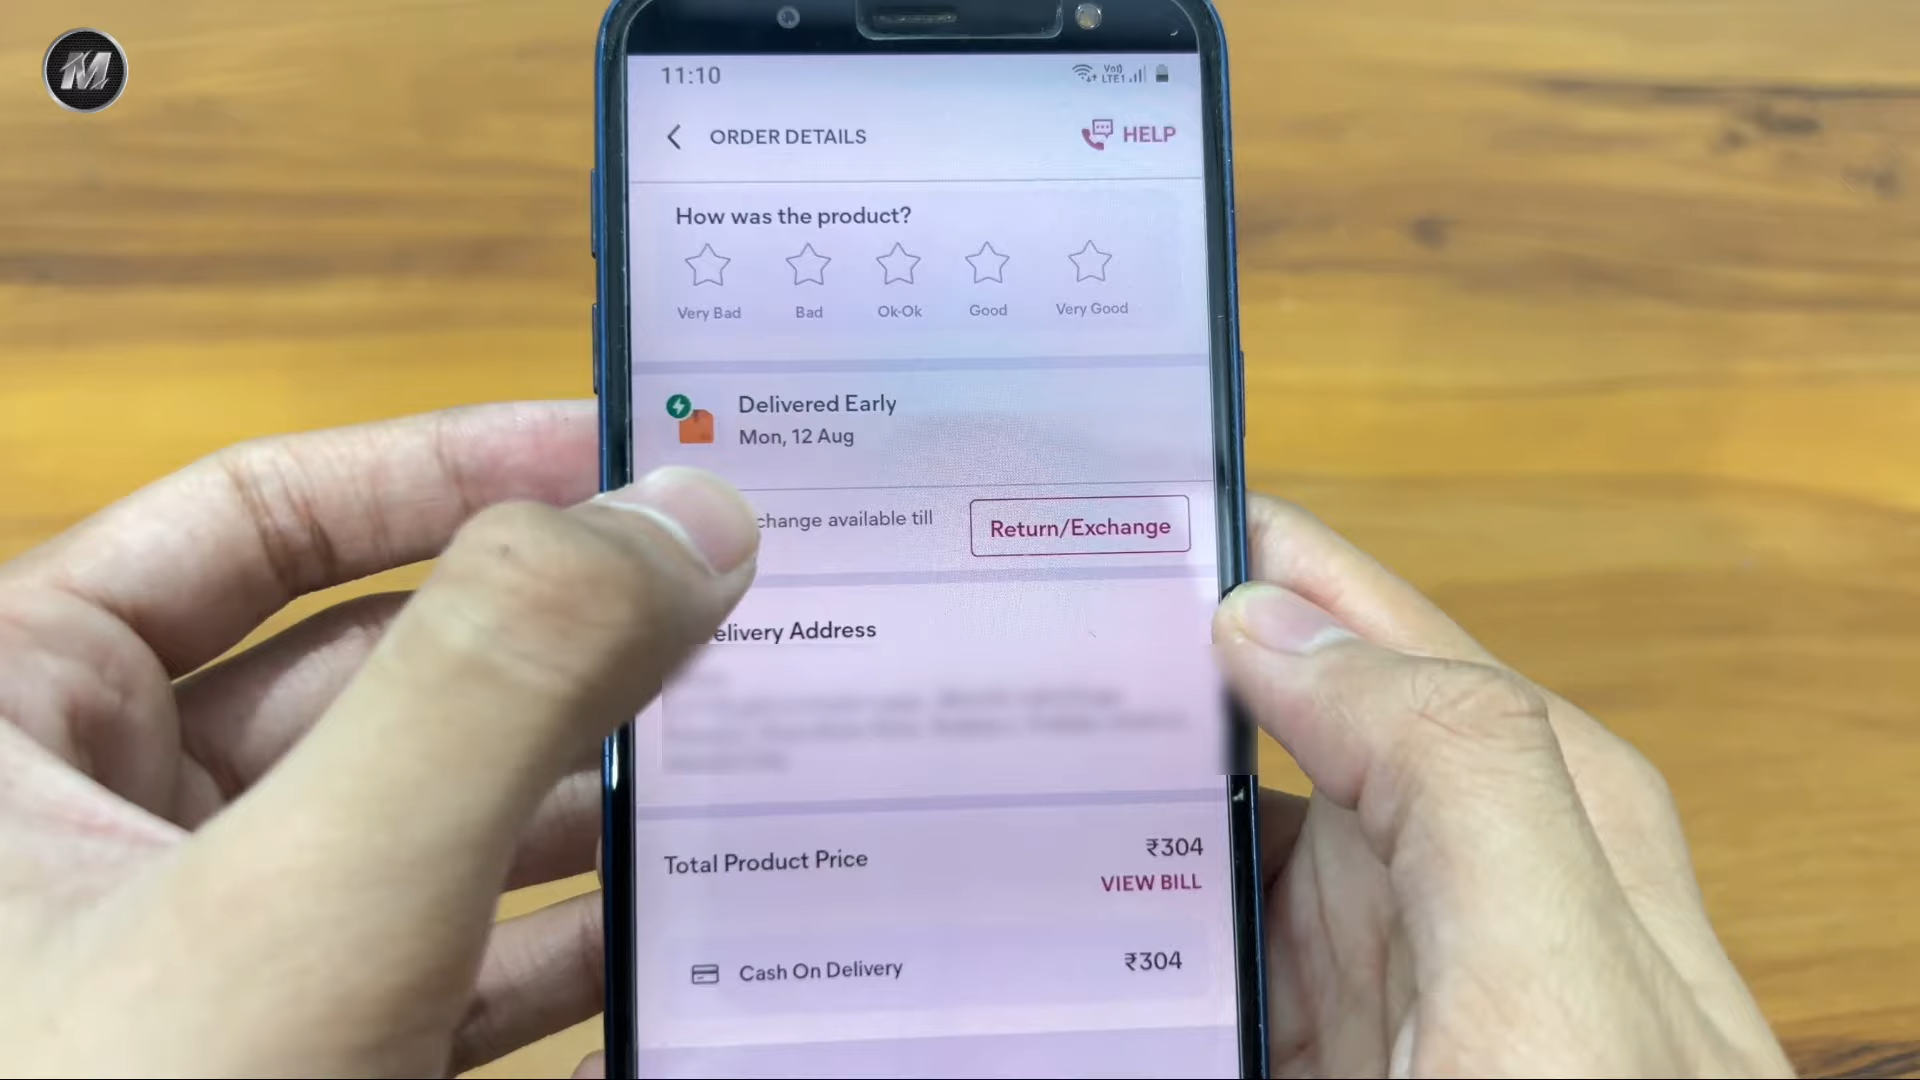 M
11:10
Vo)) LTE1
ORDER DETAILS
HELP
How was the product?
Very Bad Bad Ok-Ok Good Very Good
Delivered Early
Mon, 12 Aug
change available till
Return/Exchange
elivery Address
Total Product Price
₹304
VIEW BILL
Cash On Delivery
₹304